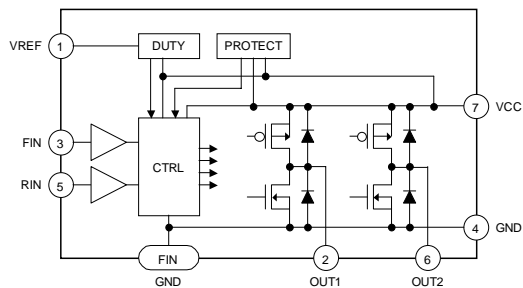 DUTY PROTECT
VREF 1
7 VCC
FIN 3
CTRL
RIN 5
4 GND
FIN 2 6
GND OUT1 OUT2